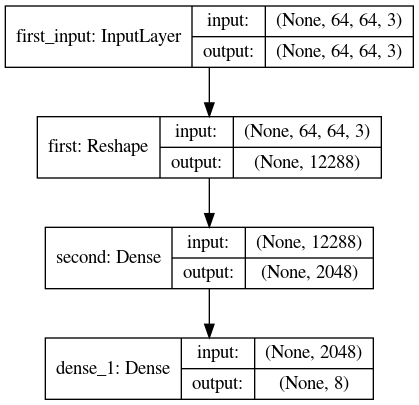 first_input: InputLayer
input: (None, 64, 64, 3)
output: (None, 64, 64, 3)
first: Reshape
input: (None, 64, 64, 3)
output: (None, 12288)
second: Dense
input: (None, 12288)
output: (None, 2048)
dense_1: Dense
input: (None, 2048)
output: (None, 8)